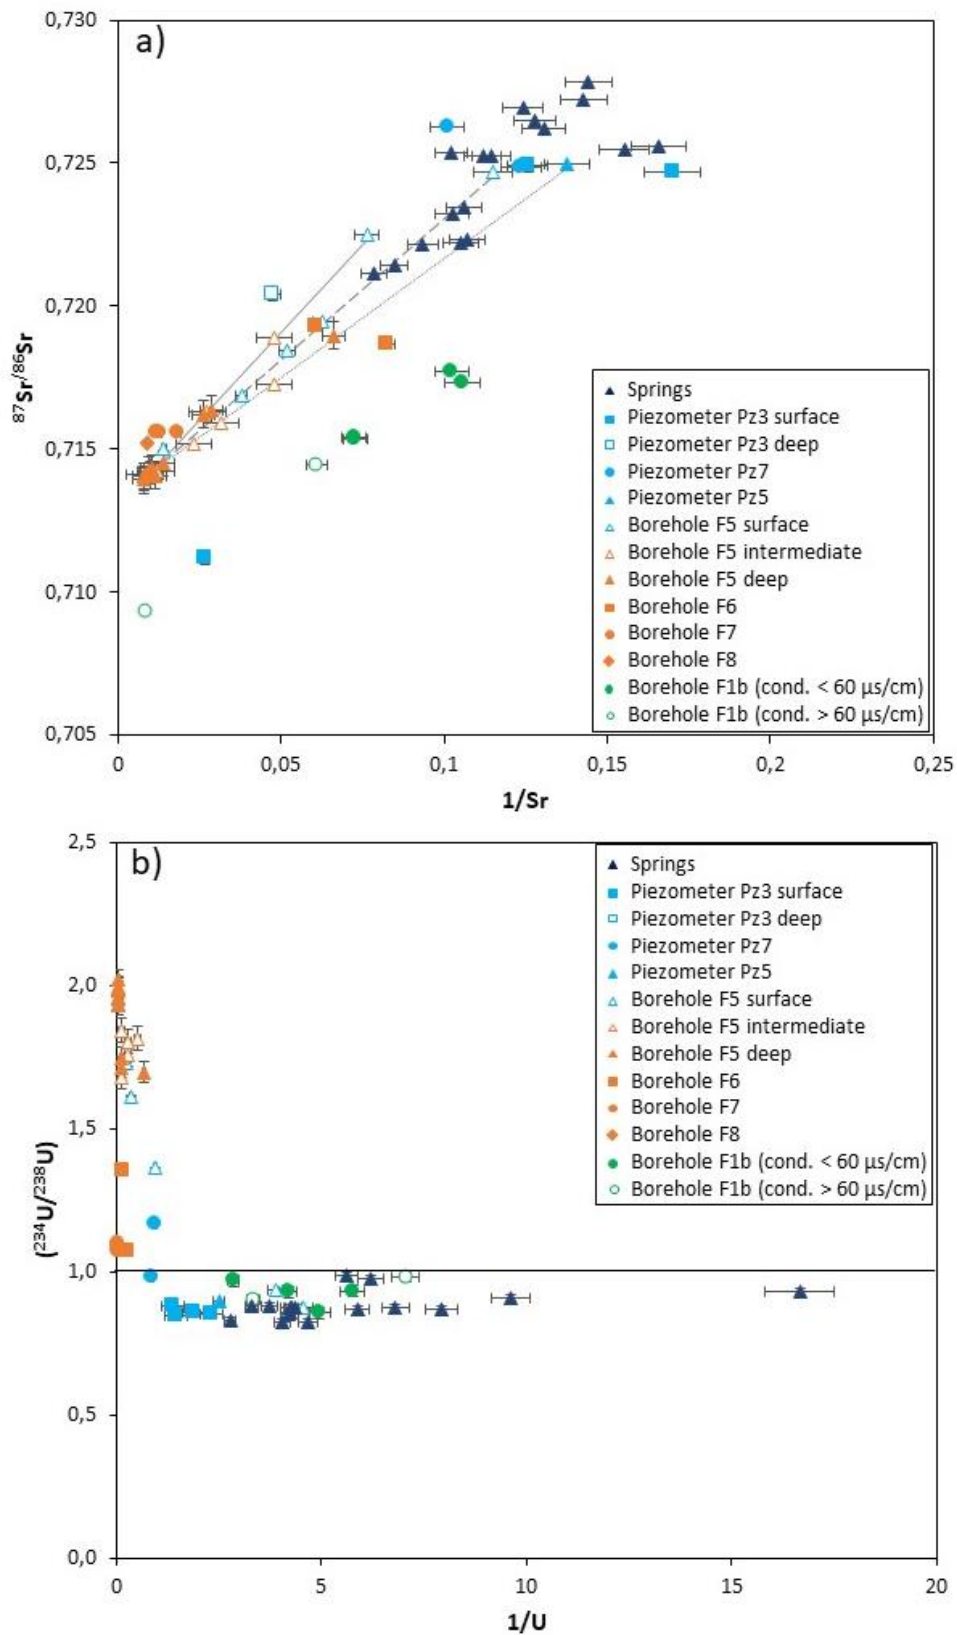 a)
0,730
0,725
0,720
0,715
0,710
0,705
87Sr/86Sr
0
0,05
0,1
0,15
0,2
0,25
1/Sr
Springs
Piezometer Pz3 surface
Piezometer Pz3 deep
Piezometer Pz7
Piezometer Pz5
Borehole F5 surface
Borehole F5 intermediate
Borehole F5 deep
Borehole F6
Borehole F7
Borehole F8
Borehole F1b (cond. < 60 µs/cm)
Borehole F1b (cond. > 60 µs/cm)
b)
2,5
2,0
1,5
1,0
0,5
0,0
(234U/238U)
0
5
10
15
20
1/U
Springs
Piezometer Pz3 surface
Piezometer Pz3 deep
Piezometer Pz7
Piezometer Pz5
Borehole F5 surface
Borehole F5 intermediate
Borehole F5 deep
Borehole F6
Borehole F7
Borehole F8
Borehole F1b (cond. < 60 µs/cm)
Borehole F1b (cond. > 60 µs/cm)